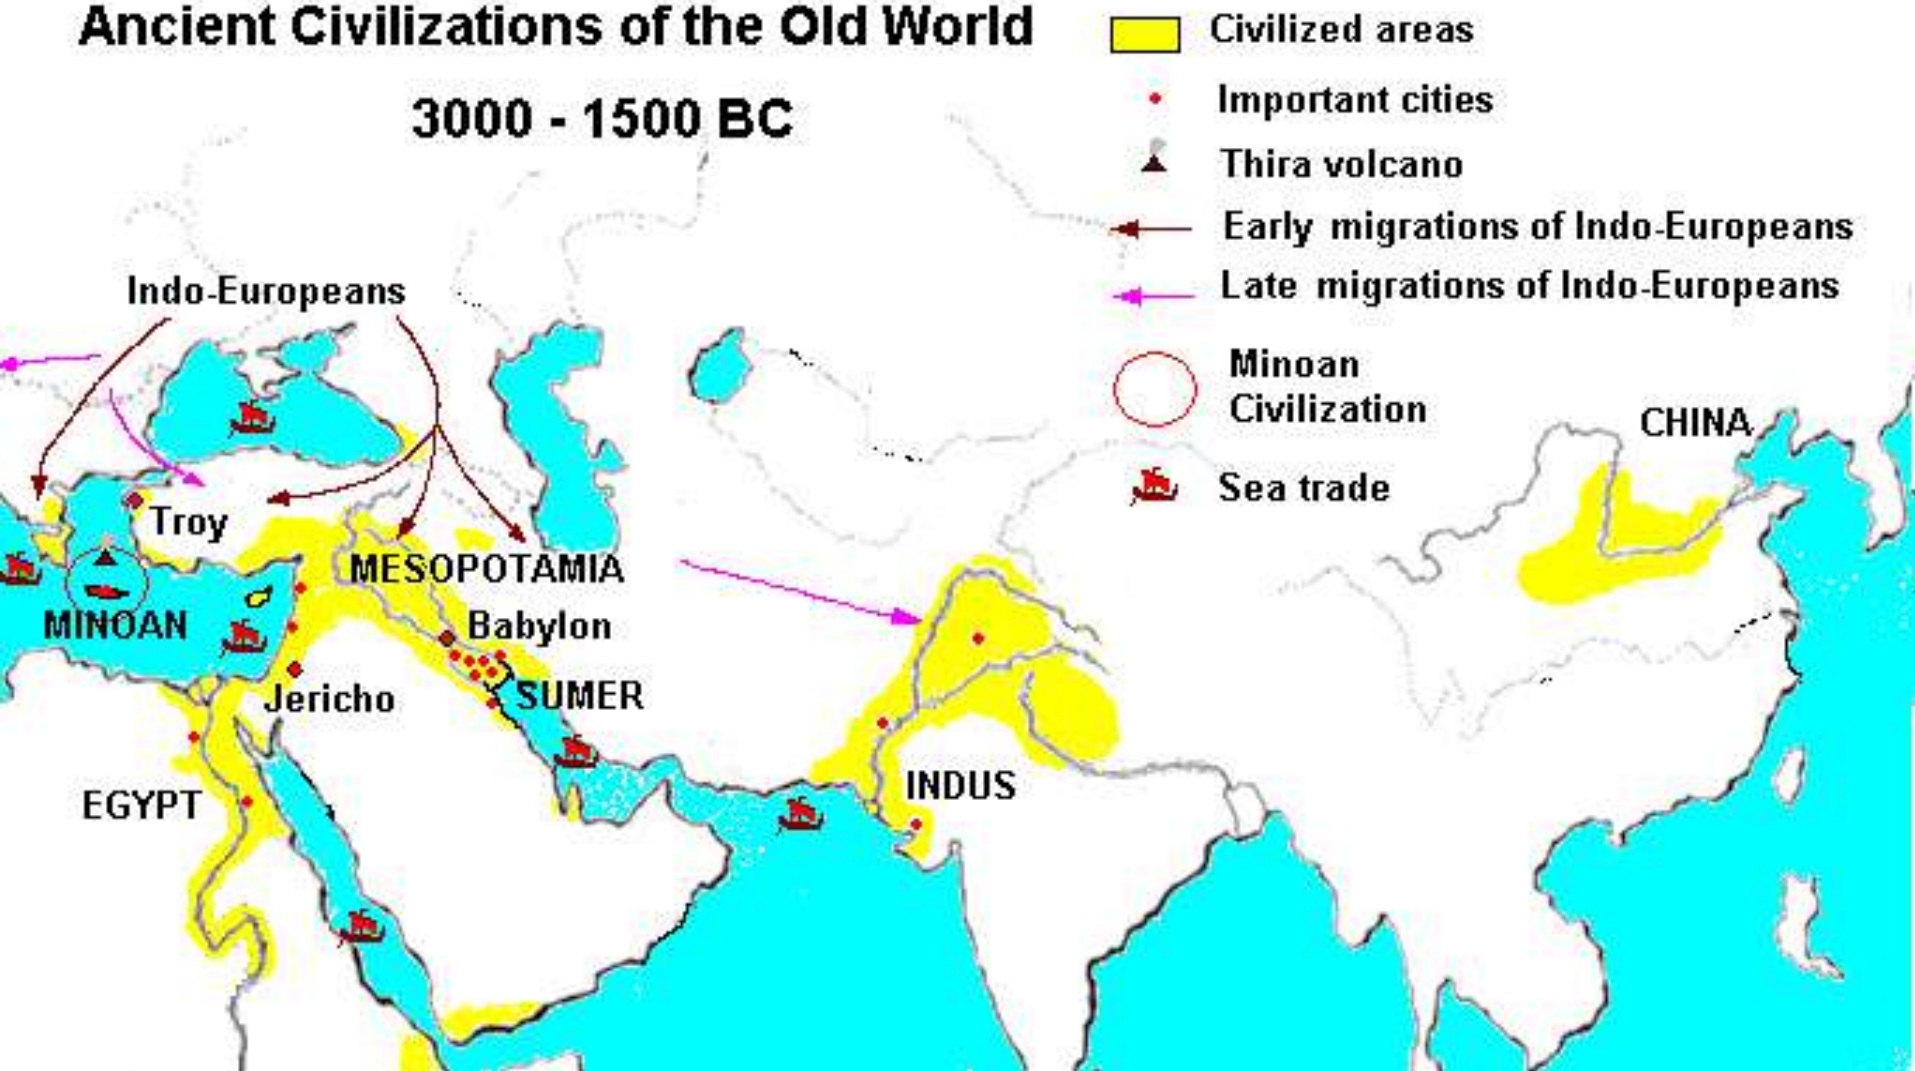 Ancient Civilizations of the Old World
3000 - 1500 BC
Civilized areas
Important cities
Thira volcano
Early migrations of Indo-Europeans
Late migrations of Indo-Europeans
Minoan
Civilization
Sea trade
Indo-Europeans
CHINA
Troy
MESOPOTAMIA
MINOAN
Babylon
Jericho
SUMER
EGYPT
INDUS